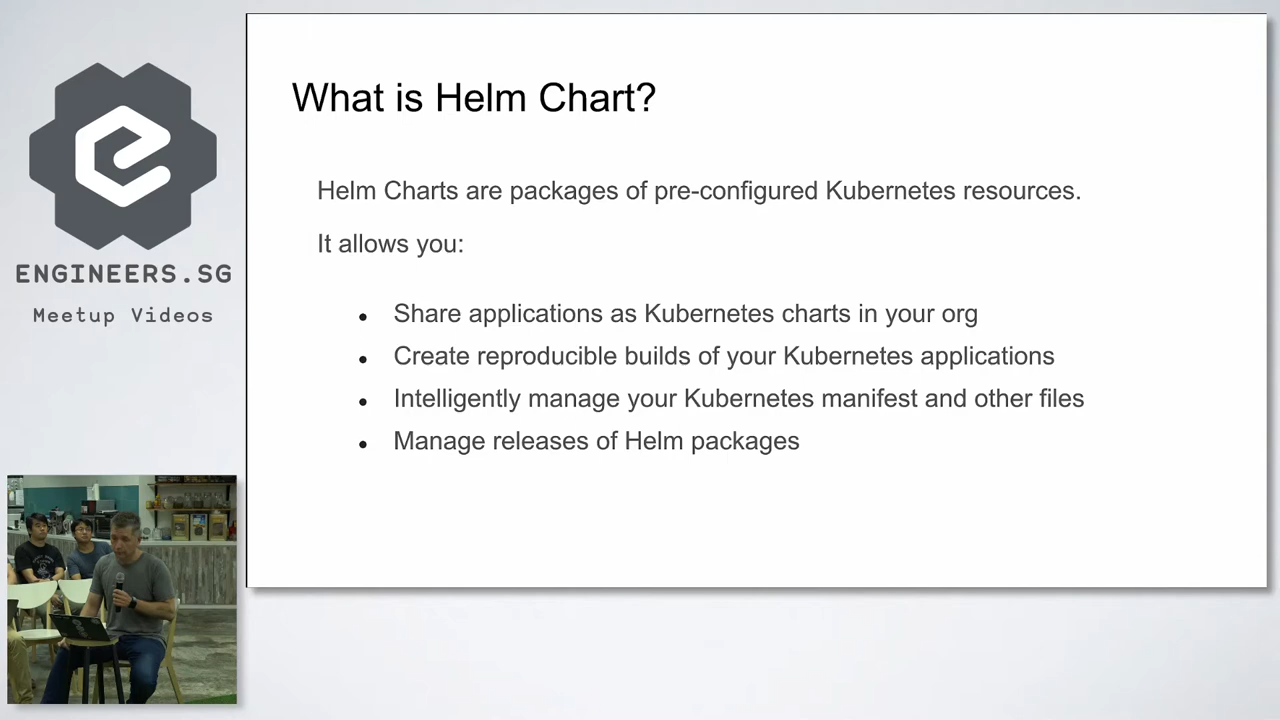 ENGINEERS.SG
Meetup Videos
What is Helm Chart?
Helm Charts are packages of pre-configured Kubernetes resources.
It allows you:
• Share applications as Kubernetes charts in your org
• Create reproducible builds of your Kubernetes applications
• Intelligently manage your Kubernetes manifest and other files
• Manage releases of Helm packages